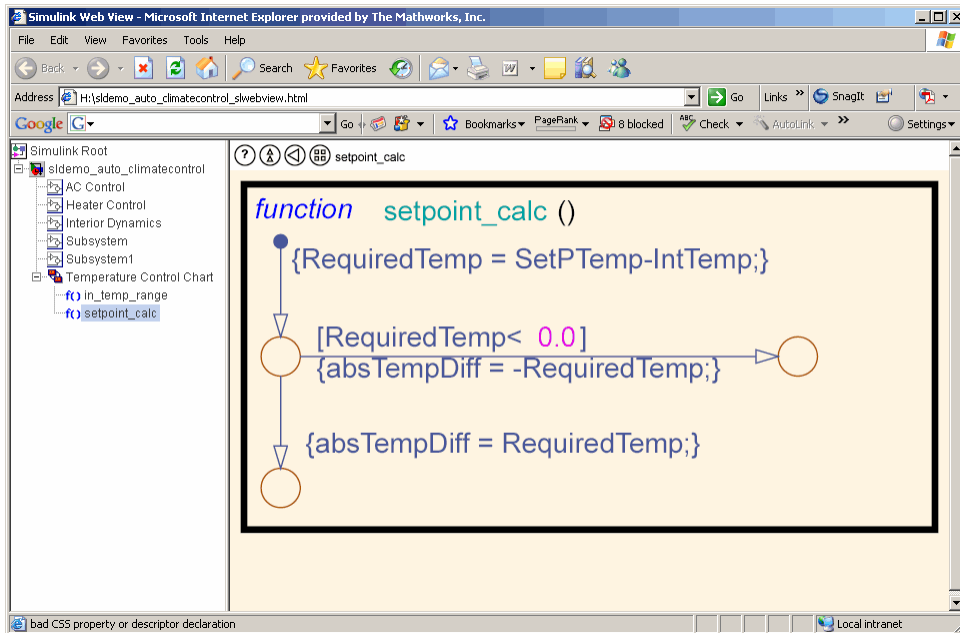 Simulink Web View - Microsoft Internet Explorer provided by The Mathworks, Inc.
File Edit View Favorites Tools Help
Back Search Favorites W
Address H:\sldemo_auto_climatecontrol_slwebview.html Go Links » SnagIt
Google G Go Bookmarks PageRank 8 blocked ABC Check AutoLink » Settings
Simulink Root
sldemo_auto_climatecontrol
AC Control
Heater Control
Interior Dynamics
Subsystem
Subsystem1
Temperature Control Chart
f() in_temp_range
f() setpoint_calc
? setpoint_calc
function setpoint_calc ()
{RequiredTemp = SetPTemp-IntTemp;}
[RequiredTemp< 0.0]
{absTempDiff = -RequiredTemp;}
{absTempDiff = RequiredTemp;}
bad CSS property or descriptor declaration
Local intranet